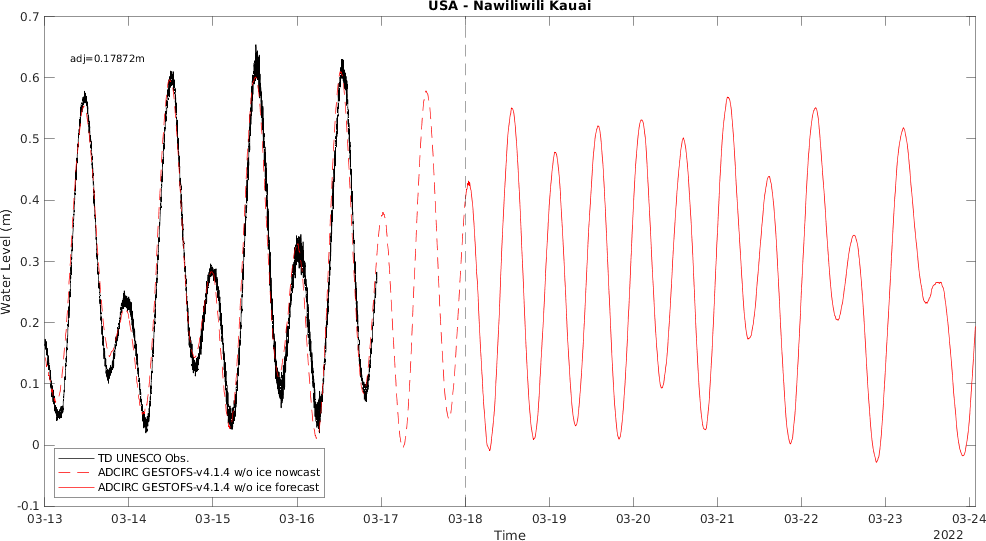 USA - Nawiliwili Kauai
0.7
adj=0.17872m
0.6
0.5
0.4
0.3
0.2
0.1
0
-0.1
Water Level (m)
TD UNESCO Obs.
ADCIRC GESTOFS-v4.1.4 w/o ice nowcast
ADCIRC GESTOFS-v4.1.4 w/o ice forecast
03-13 03-14 03-15 03-16 03-17 03-18 03-19 03-20 03-21 03-22 03-23 03-24
Time
2022